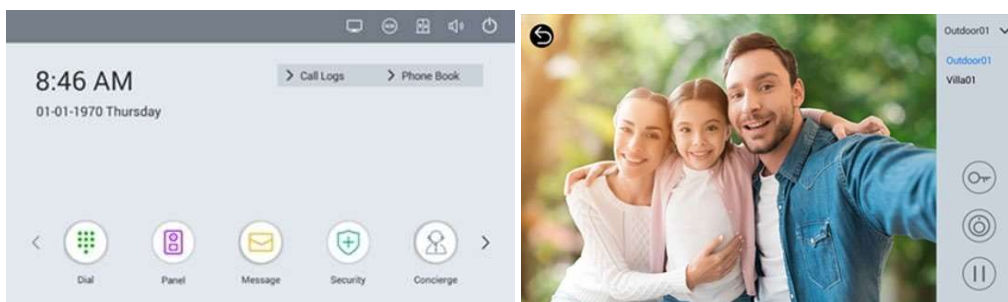 8:46 AM
01-01-1970 Thursday
Call Logs
Phone Book
Dial
Panel
Message
Security
Concierge
Outdoor01
Outdoor01
Villa01